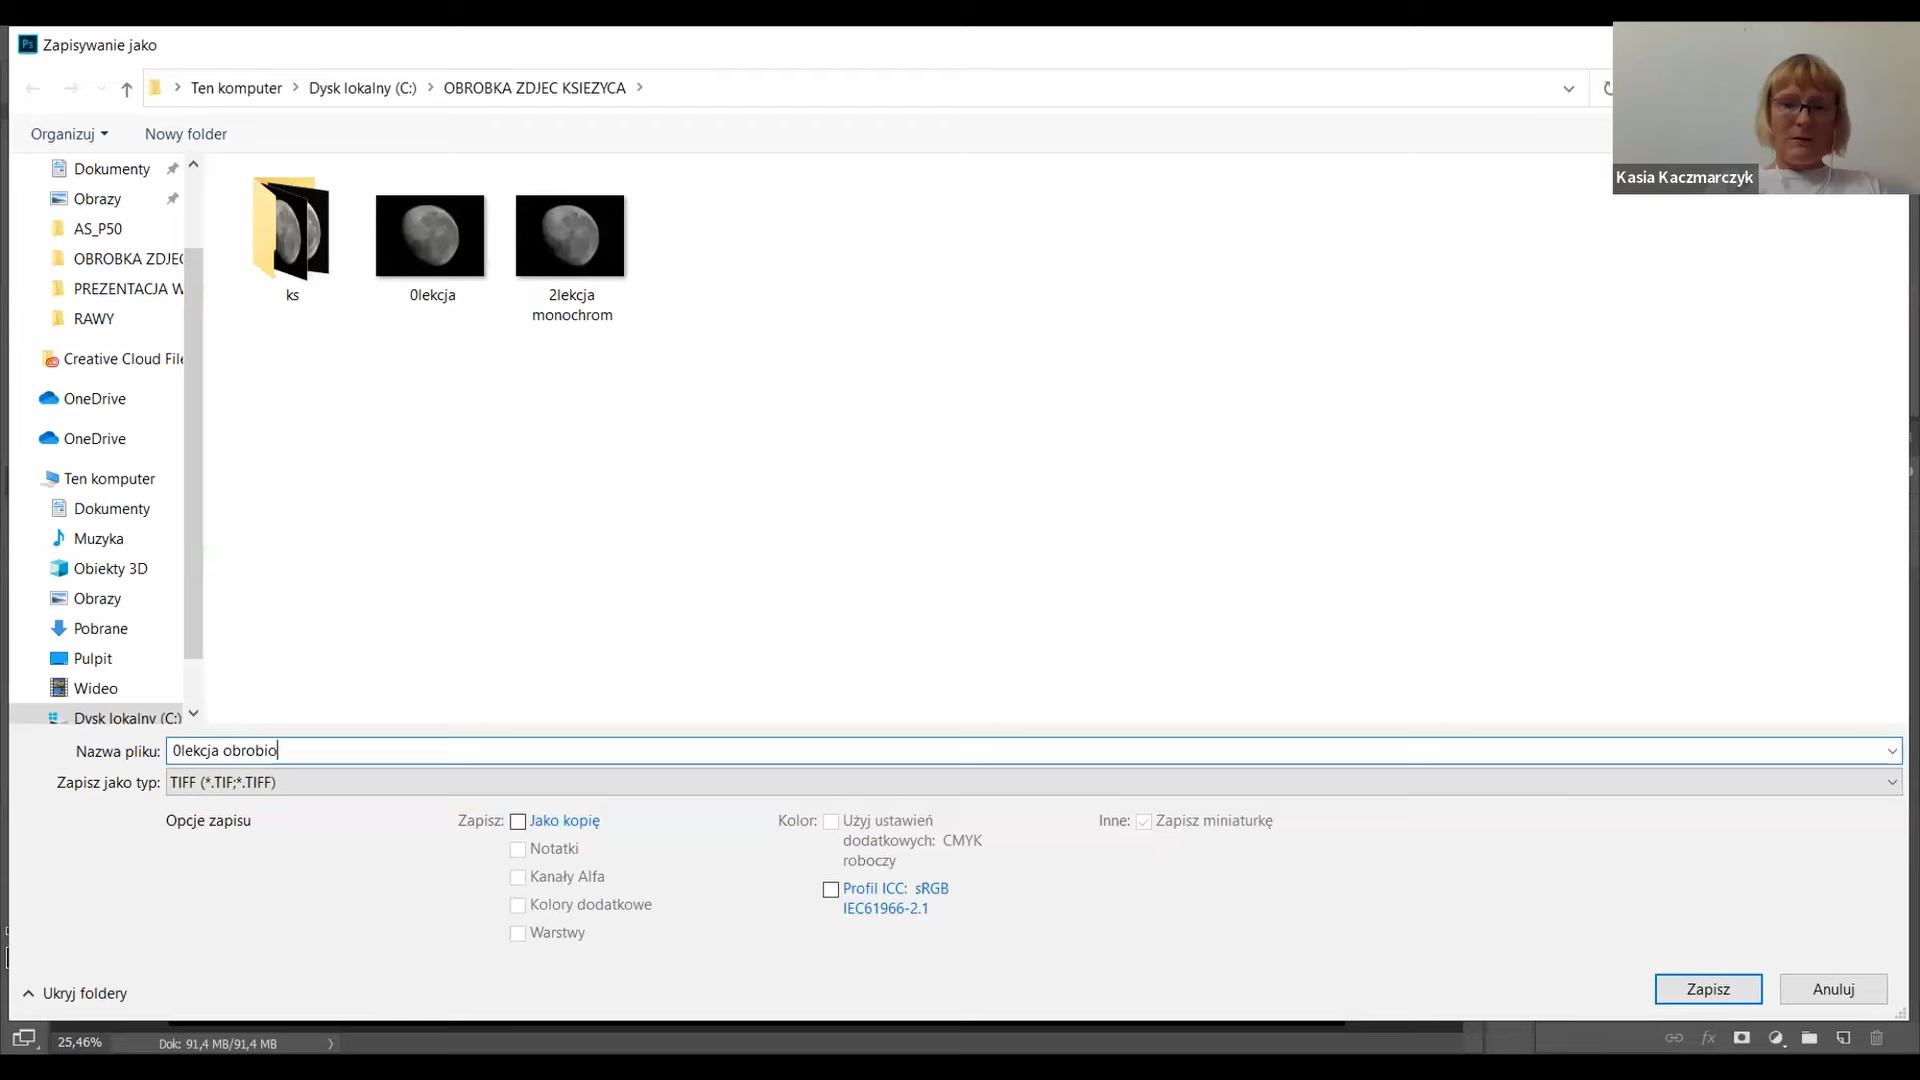 Ps Zapisywanie jako
Ten komputer > Dysk lokalny (C:) > OBROBKA ZDJEC KSIEZYCA >
Organizuj
Nowy folder
Kasia Kaczmarczyk
Dokumenty
Obrazy
AS_P50
OBROBKA ZDJEC
PREZENTACJA W
RAWY
Creative Cloud File
OneDrive
OneDrive
Ten komputer
Dokumenty
Muzyka
Obiekty 3D
Obrazy
Pobrane
Pulpit
Wideo
Dysk lokalny (C:)
ks
0lekcja
2lekcja
monochrom
Nazwa pliku: 0lekcja obrobio
Zapisz jako typ: TIFF (*.TIF;*.TIFF)
Opcje zapisu
Zapisz: Jako kopię
Notatki
Kanały Alfa
Kolory dodatkowe
Warstwy
Kolor: Użyj ustawień
dodatkowych: CMYK
roboczy
Profil ICC: sRGB
IEC61966-2.1
Inne: Zapisz miniaturkę
Ukryj foldery
Zapisz
Anuluj
25,46%
Dok: 91,4 MB/91,4 MB
fx